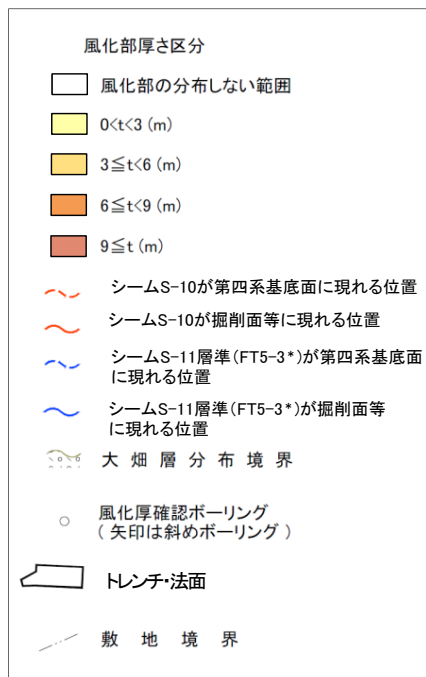 風化部厚さ区分
風化部の分布しない範囲
0<t<3 (m)
3≦t<6 (m)
6≦t<9 (m)
9≦t (m)
シームS-10が第四系基底面に現れる位置
シームS-10が掘削面等に現れる位置
シームS-11層準(FT5-3*)が第四系基底面
に現れる位置
シームS-11層準(FT5-3*)が掘削面等
に現れる位置
大畑層分布境界
風化厚確認ボーリング
( 矢印は斜めボーリング )
トレンチ・法面
敷地境界